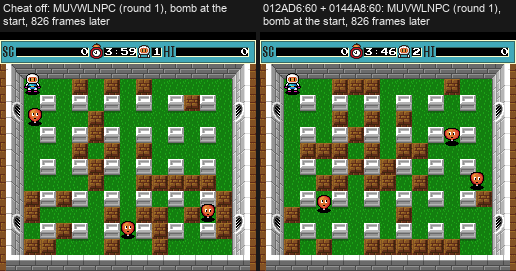 Cheat off: MUVWLNPC (round 1), bomb at the
start, 826 frames later
012AD6:60 + 0144A8:60: MUVWLNPC (round 1),
bomb at the start, 826 frames later
SC 0 3:59 1 HI 0
SC 0 3:46 2 HI 0